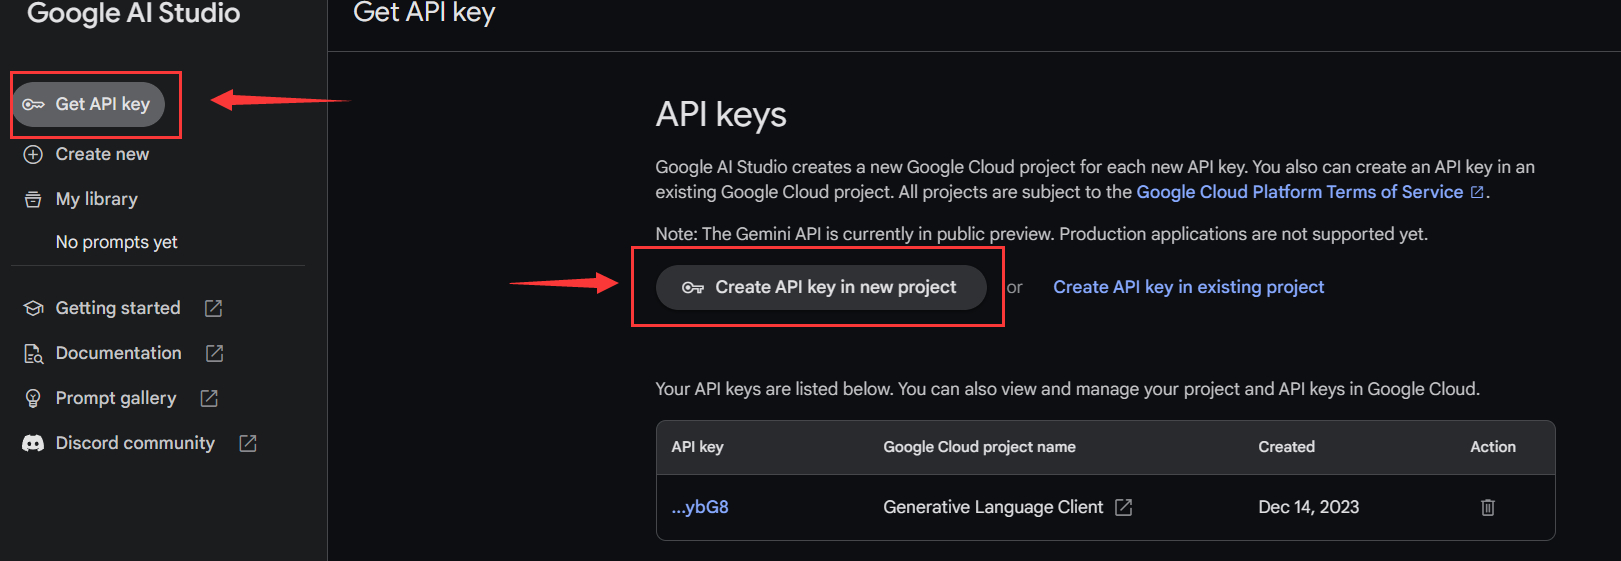 Google AI Studio
Get API key
Get API key
Create new
My library
No prompts yet
Getting started
Documentation
Prompt gallery
Discord community
API keys
Google AI Studio creates a new Google Cloud project for each new API key. You also can create an API key in an
existing Google Cloud project. All projects are subject to the Google Cloud Platform Terms of Service.
Note: The Gemini API is currently in public preview. Production applications are not supported yet.
Create API key in new project or Create API key in existing project
Your API keys are listed below. You can also view and manage your project and API keys in Google Cloud.
API key Google Cloud project name Created Action
...ybG8 Generative Language Client Dec 14, 2023